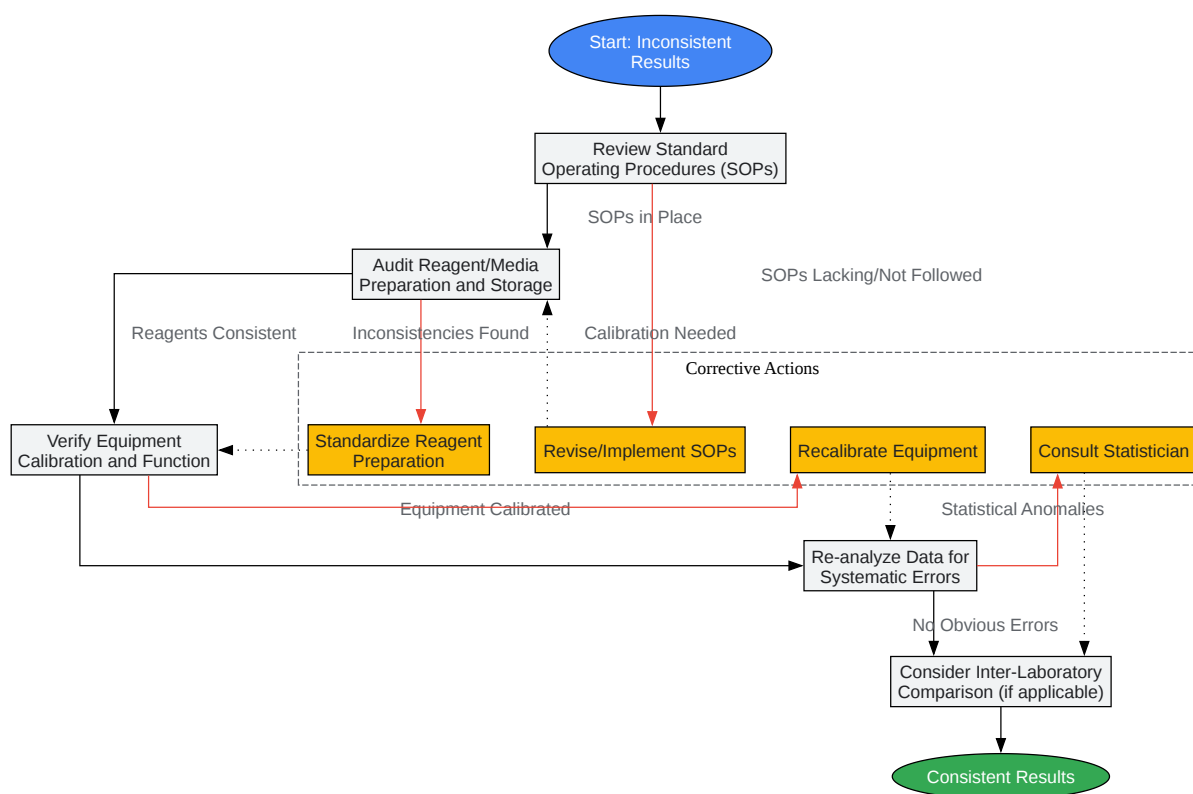 Start: Inconsistent
Results
Review Standard
Operating Procedures (SOPs)
SOPs in Place
Audit Reagent/Media
Preparation and Storage
SOPs Lacking/Not Followed
Reagents Consistent
Inconsistencies Found
Calibration Needed
Corrective Actions
Verify Equipment
Calibration and Function
Standardize Reagent
Preparation
Revise/Implement SOPs
Recalibrate Equipment
Consult Statistician
Equipment Calibrated
Statistical Anomalies
Re-analyze Data for
Systematic Errors
No Obvious Errors
Consider Inter-Laboratory
Comparison (if applicable)
Consistent Results